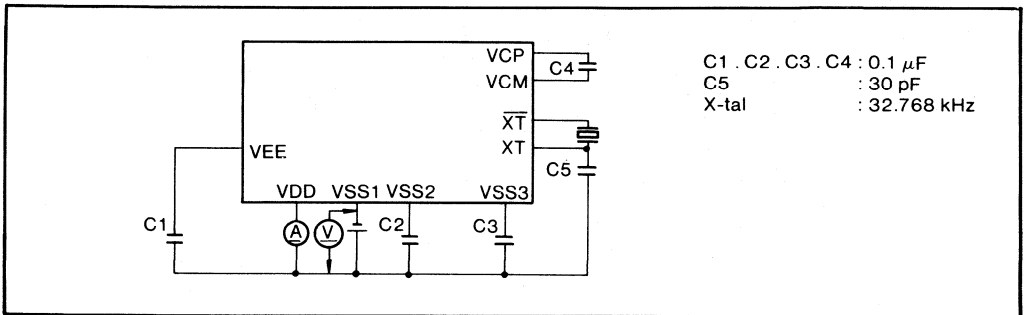 VCP
C4
VCM
XT
XT
C5
VEE
VDD VSS1 VSS2 VSS3
C1
A V
C2
C3
C1 . C2 . C3 . C4 : 0.1 μF
C5 : 30 pF
X-tal : 32.768 kHz